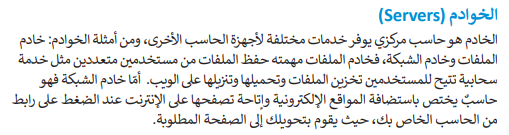 الخوادم (Servers)
الخادم هو حاسب مركزي يوفر خدمات مختلفة لأجهزة الحاسب الأخرى، ومن أمثلة الخوادم: خادم
الملفات وخادم الشبكة، فخادم الملفات مهمته حفظ الملفات من مستخدمين متعددين مثل خدمة
سحابية تتيح للمستخدمين تخزين الملفات وتحميلها وتنزيلها على الويب. أمّا خادم الشبكة فهو
حاسبٌ يختص باستضافة المواقع الإلكترونية وإتاحة تصفحها على الإنترنت عند الضغط على رابط
من الحاسب الخاص بك، حيث يقوم بتحويلك إلى الصفحة المطلوبة.